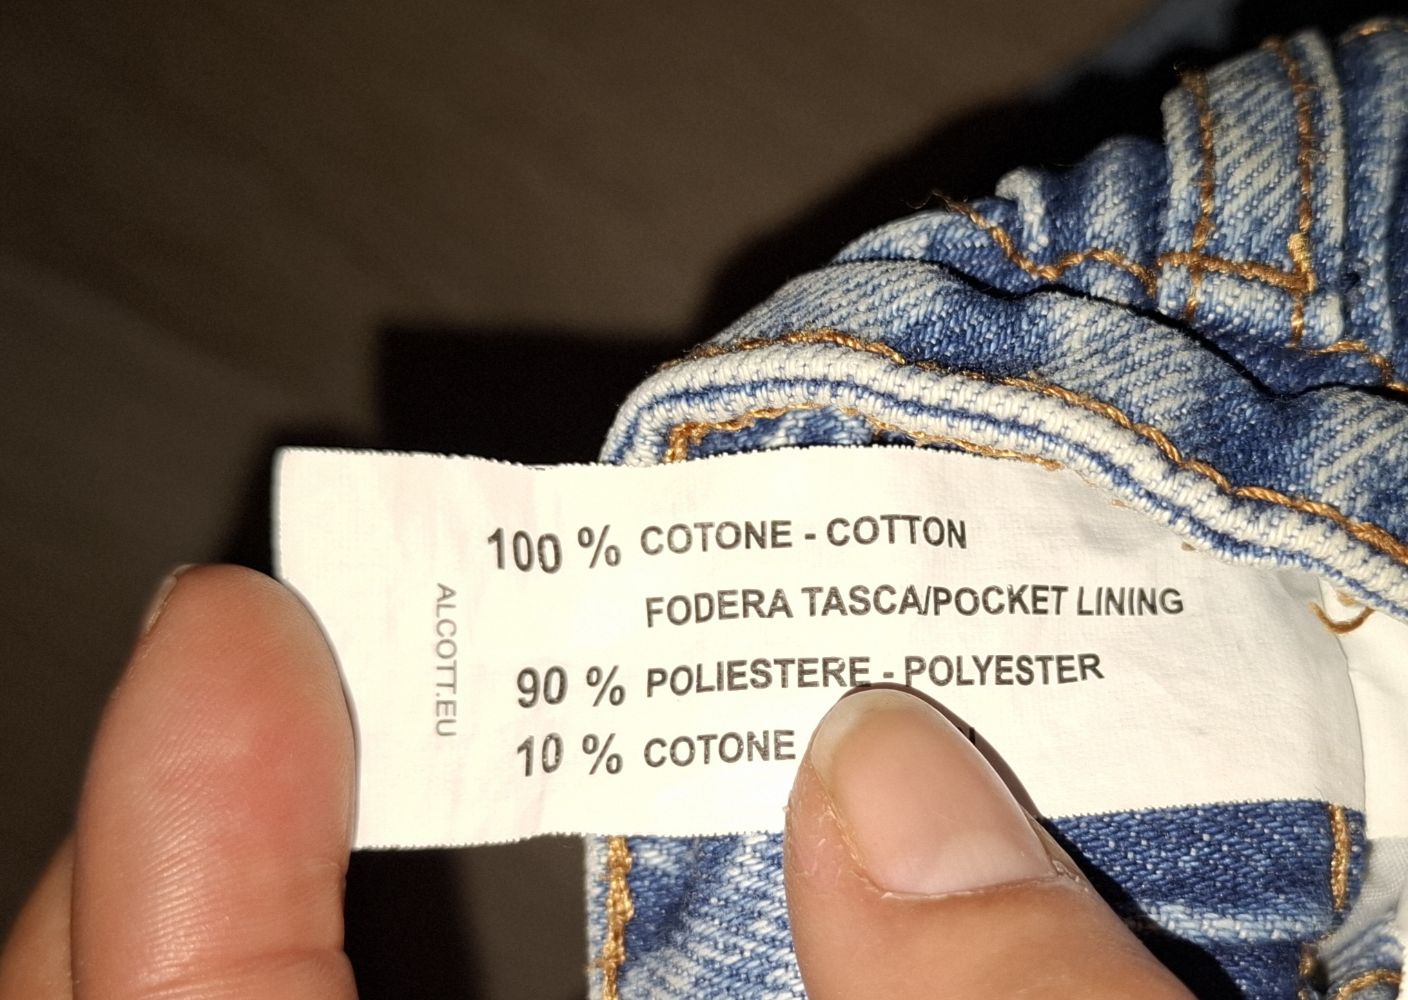 100 % COTONE - COTTON
FODERA TASCA/POCKET LINING
90 % POLIESTERE - POLYESTER
10 % COTONE
ALCOTT.EU